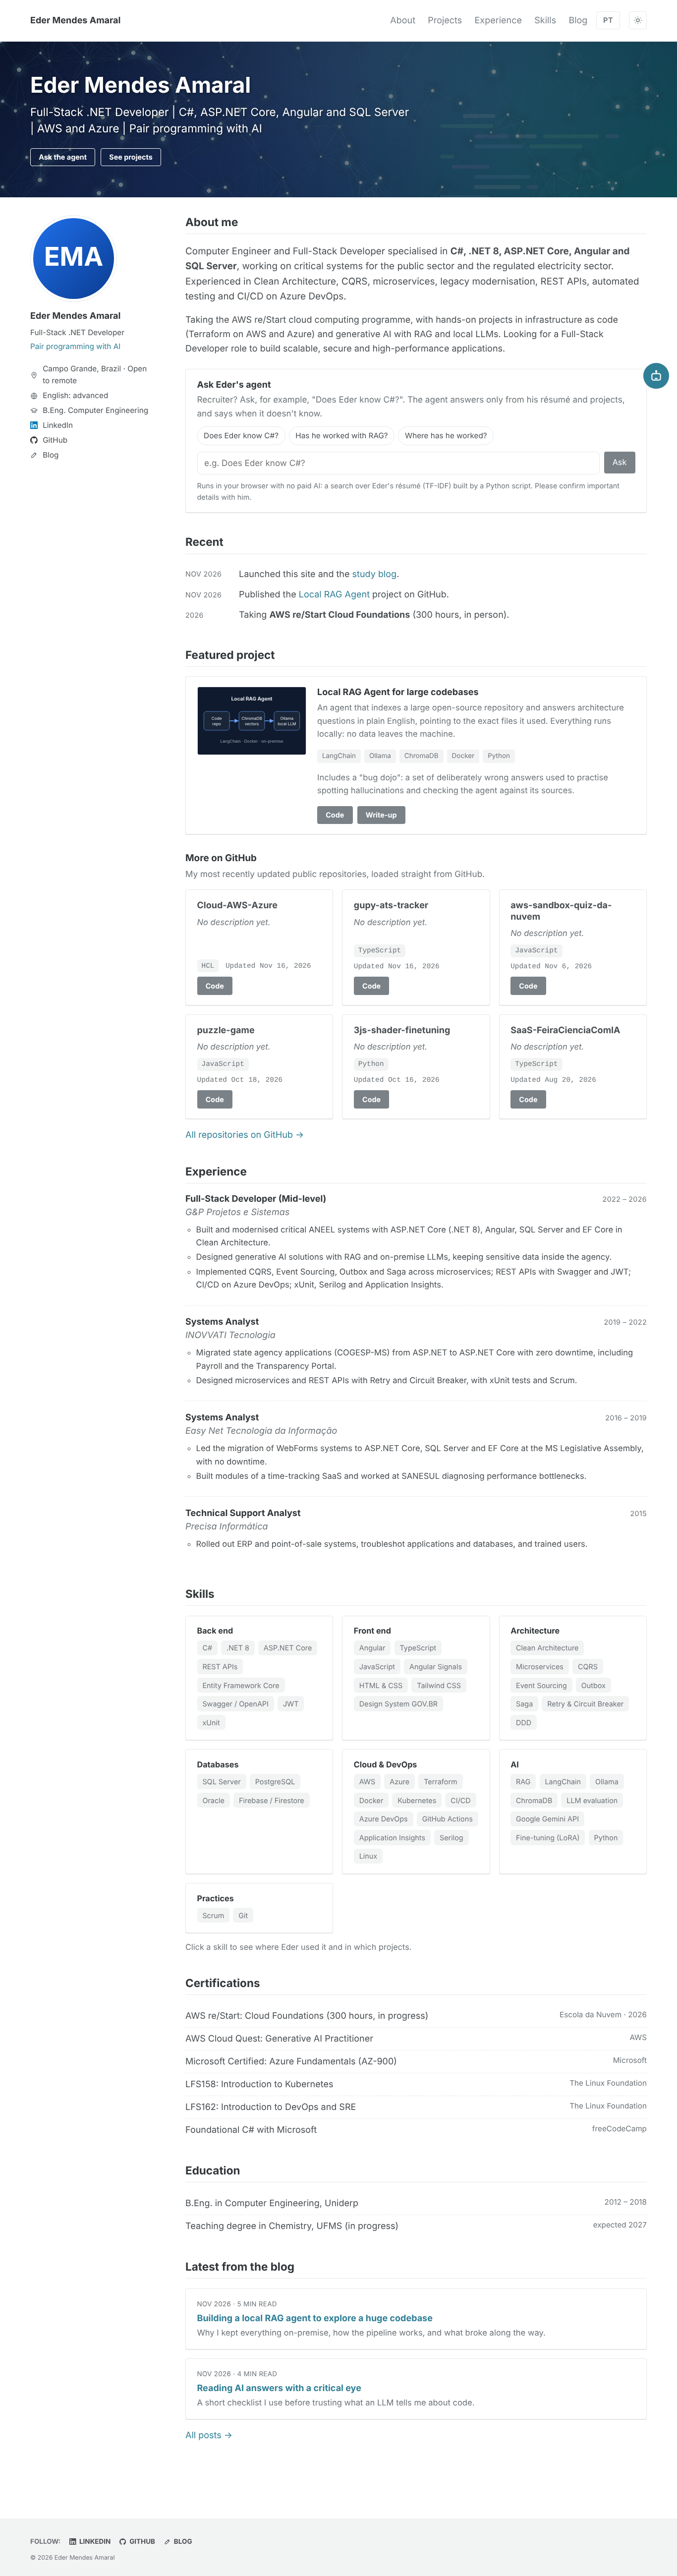 Eder Mendes Amaral
About Projects Experience Skills Blog PT
Eder Mendes Amaral
Full-Stack .NET Developer | C#, ASP.NET Core, Angular and SQL Server
| AWS and Azure | Pair programming with AI
Ask the agent See projects
EMA
Eder Mendes Amaral
Full-Stack .NET Developer
Pair programming with AI
Campo Grande, Brazil · Open
to remote
English: advanced
B.Eng. Computer Engineering
LinkedIn
GitHub
Blog
About me
Computer Engineer and Full-Stack Developer specialised in C#, .NET 8, ASP.NET Core, Angular and
SQL Server, working on critical systems for the public sector and the regulated electricity sector.
Experienced in Clean Architecture, CQRS, microservices, legacy modernisation, REST APIs, automated
testing and CI/CD on Azure DevOps.
Taking the AWS re/Start cloud computing programme, with hands-on projects in infrastructure as code
(Terraform on AWS and Azure) and generative AI with RAG and local LLMs. Looking for a Full-Stack
Developer role to build scalable, secure and high-performance applications.
Ask Eder's agent
Recruiter? Ask, for example, "Does Eder know C#?". The agent answers only from his résumé and projects,
and says when it doesn't know.
Does Eder know C#? Has he worked with RAG? Where has he worked?
e.g. Does Eder know C#? Ask
Runs in your browser with no paid AI: a search over Eder's résumé (TF-IDF) built by a Python script. Please confirm important
details with him.
Recent
NOV 2026 Launched this site and the study blog.
NOV 2026 Published the Local RAG Agent project on GitHub.
2026 Taking AWS re/Start Cloud Foundations (300 hours, in person).
Featured project
Local RAG Agent
Code
repo
ChromaDB
vectors
Ollama
local LLM
LangChain · Docker · on-premise
Local RAG Agent for large codebases
An agent that indexes a large open-source repository and answers architecture
questions in plain English, pointing to the exact files it used. Everything runs
locally: no data leaves the machine.
LangChain Ollama ChromaDB Docker Python
Includes a "bug dojo": a set of deliberately wrong answers used to practise
spotting hallucinations and checking the agent against its sources.
Code Write-up
More on GitHub
My most recently updated public repositories, loaded straight from GitHub.
Cloud-AWS-Azure
No description yet.
HCL Updated Nov 16, 2026
Code
gupy-ats-tracker
No description yet.
TypeScript
Updated Nov 16, 2026
Code
aws-sandbox-quiz-da-
nuvem
No description yet.
JavaScript
Updated Nov 6, 2026
Code
puzzle-game
No description yet.
JavaScript
Updated Oct 18, 2026
Code
3js-shader-finetuning
No description yet.
Python
Updated Oct 16, 2026
Code
SaaS-FeiraCienciaComIA
No description yet.
TypeScript
Updated Aug 20, 2026
Code
All repositories on GitHub →
Experience
Full-Stack Developer (Mid-level) 2022 – 2026
G&P Projetos e Sistemas
Built and modernised critical ANEEL systems with ASP.NET Core (.NET 8), Angular, SQL Server and EF Core in
Clean Architecture.
Designed generative AI solutions with RAG and on-premise LLMs, keeping sensitive data inside the agency.
Implemented CQRS, Event Sourcing, Outbox and Saga across microservices; REST APIs with Swagger and JWT;
CI/CD on Azure DevOps; xUnit, Serilog and Application Insights.
Systems Analyst 2019 – 2022
INOVVATI Tecnologia
Migrated state agency applications (COGESP-MS) from ASP.NET to ASP.NET Core with zero downtime, including
Payroll and the Transparency Portal.
Designed microservices and REST APIs with Retry and Circuit Breaker, with xUnit tests and Scrum.
Systems Analyst 2016 – 2019
Easy Net Tecnologia da Informação
Led the migration of WebForms systems to ASP.NET Core, SQL Server and EF Core at the MS Legislative Assembly,
with no downtime.
Built modules of a time-tracking SaaS and worked at SANESUL diagnosing performance bottlenecks.
Technical Support Analyst 2015
Precisa Informática
Rolled out ERP and point-of-sale systems, troubleshot applications and databases, and trained users.
Skills
Back end
C# .NET 8 ASP.NET Core
REST APIs
Entity Framework Core
Swagger / OpenAPI JWT
xUnit
Front end
Angular TypeScript
JavaScript Angular Signals
HTML & CSS Tailwind CSS
Design System GOV.BR
Architecture
Clean Architecture
Microservices CQRS
Event Sourcing Outbox
Saga Retry & Circuit Breaker
DDD
Databases
SQL Server PostgreSQL
Oracle Firebase / Firestore
Cloud & DevOps
AWS Azure Terraform
Docker Kubernetes CI/CD
Azure DevOps GitHub Actions
Application Insights Serilog
Linux
AI
RAG LangChain Ollama
ChromaDB LLM evaluation
Google Gemini API
Fine-tuning (LoRA) Python
Practices
Scrum Git
Click a skill to see where Eder used it and in which projects.
Certifications
AWS re/Start: Cloud Foundations (300 hours, in progress) Escola da Nuvem · 2026
AWS Cloud Quest: Generative AI Practitioner AWS
Microsoft Certified: Azure Fundamentals (AZ-900) Microsoft
LFS158: Introduction to Kubernetes The Linux Foundation
LFS162: Introduction to DevOps and SRE The Linux Foundation
Foundational C# with Microsoft freeCodeCamp
Education
B.Eng. in Computer Engineering, Uniderp 2012 – 2018
Teaching degree in Chemistry, UFMS (in progress) expected 2027
Latest from the blog
NOV 2026 · 5 MIN READ
Building a local RAG agent to explore a huge codebase
Why I kept everything on-premise, how the pipeline works, and what broke along the way.
NOV 2026 · 4 MIN READ
Reading AI answers with a critical eye
A short checklist I use before trusting what an LLM tells me about code.
All posts →
FOLLOW: LINKEDIN GITHUB BLOG
© 2026 Eder Mendes Amaral